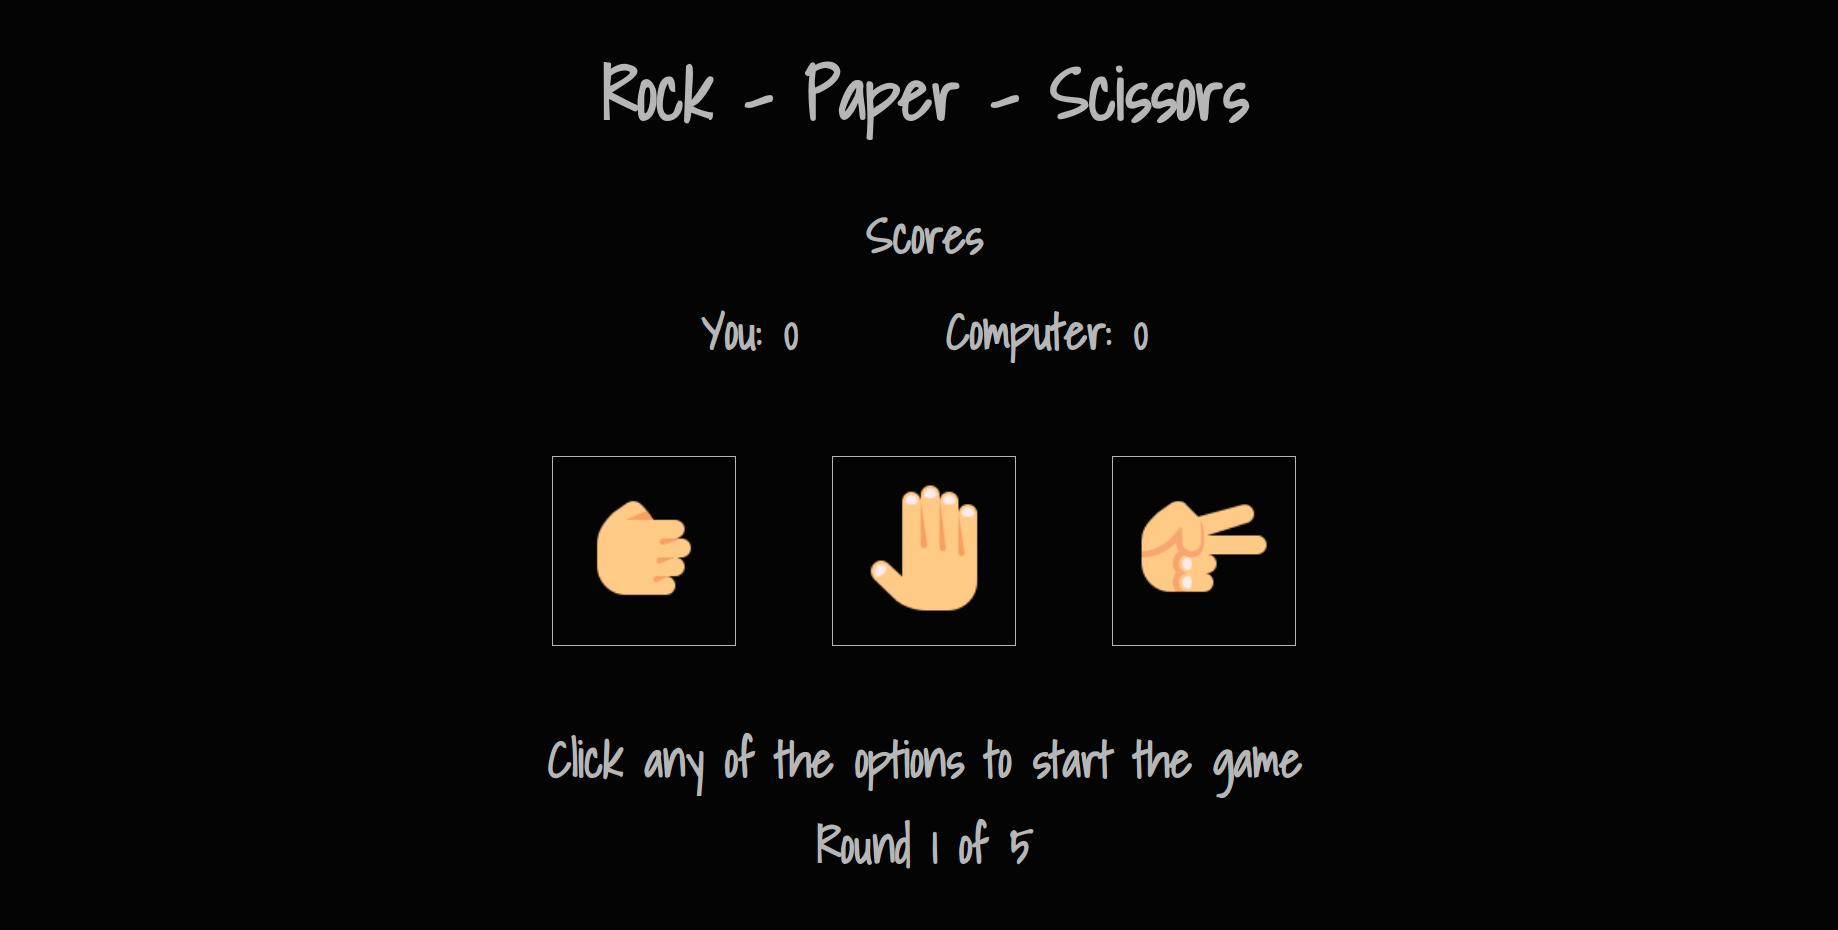 Rock - Paper - Scissors
Scores
You: 0 Computer: 0
Click any of the options to start the game
Round 1 of 5